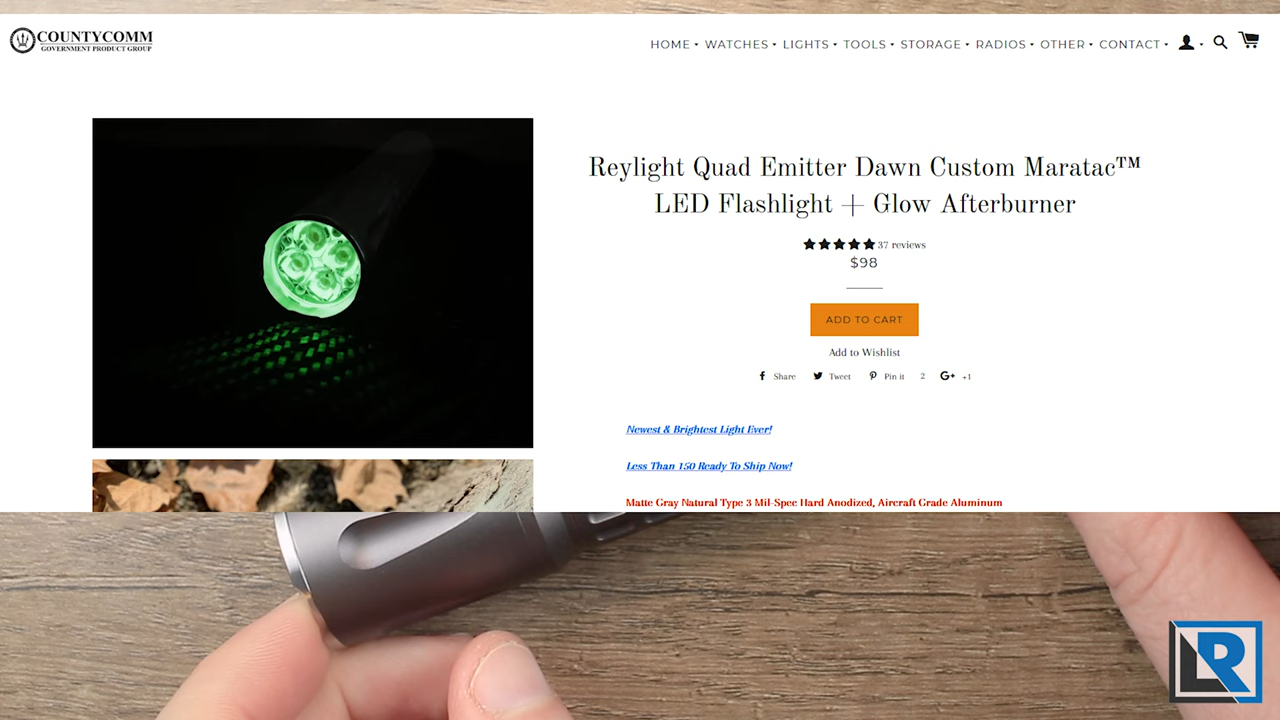 COUNTYCOMM
GOVERNMENT PRODUCT GROUP
HOME WATCHES LIGHTS TOOLS STORAGE RADIOS OTHER CONTACT
Reylight Quad Emitter Dawn Custom Maratac™
LED Flashlight + Glow Afterburner
37 reviews
$98
ADD TO CART
Add to Wishlist
Share Tweet Pin it 2 +1
Newest & Brightest Light Ever!
Less Than 150 Ready To Ship Now!
Matte Gray Natural Type 3 Mil-Spec Hard Anodized, Aircraft Grade Aluminum
LR